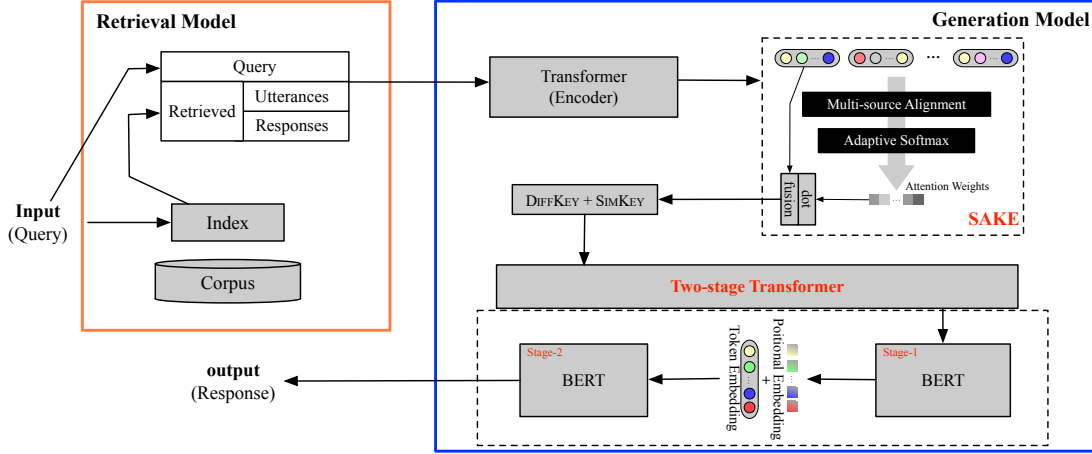 Retrieval Model
Query
Retrieved
Utterances
Responses
Input
(Query)
Index
Corpus
output
(Response)
Generation Model
Transformer
(Encoder)
...
Multi-source Alignment
Adaptive Softmax
Attention Weights
dot
fusion
SAKE
DIFFKEY + SIMKEY
Two-stage Transformer
Stage-1
BERT
Poitional Embedding
+
Token Embedding
Stage-2
BERT